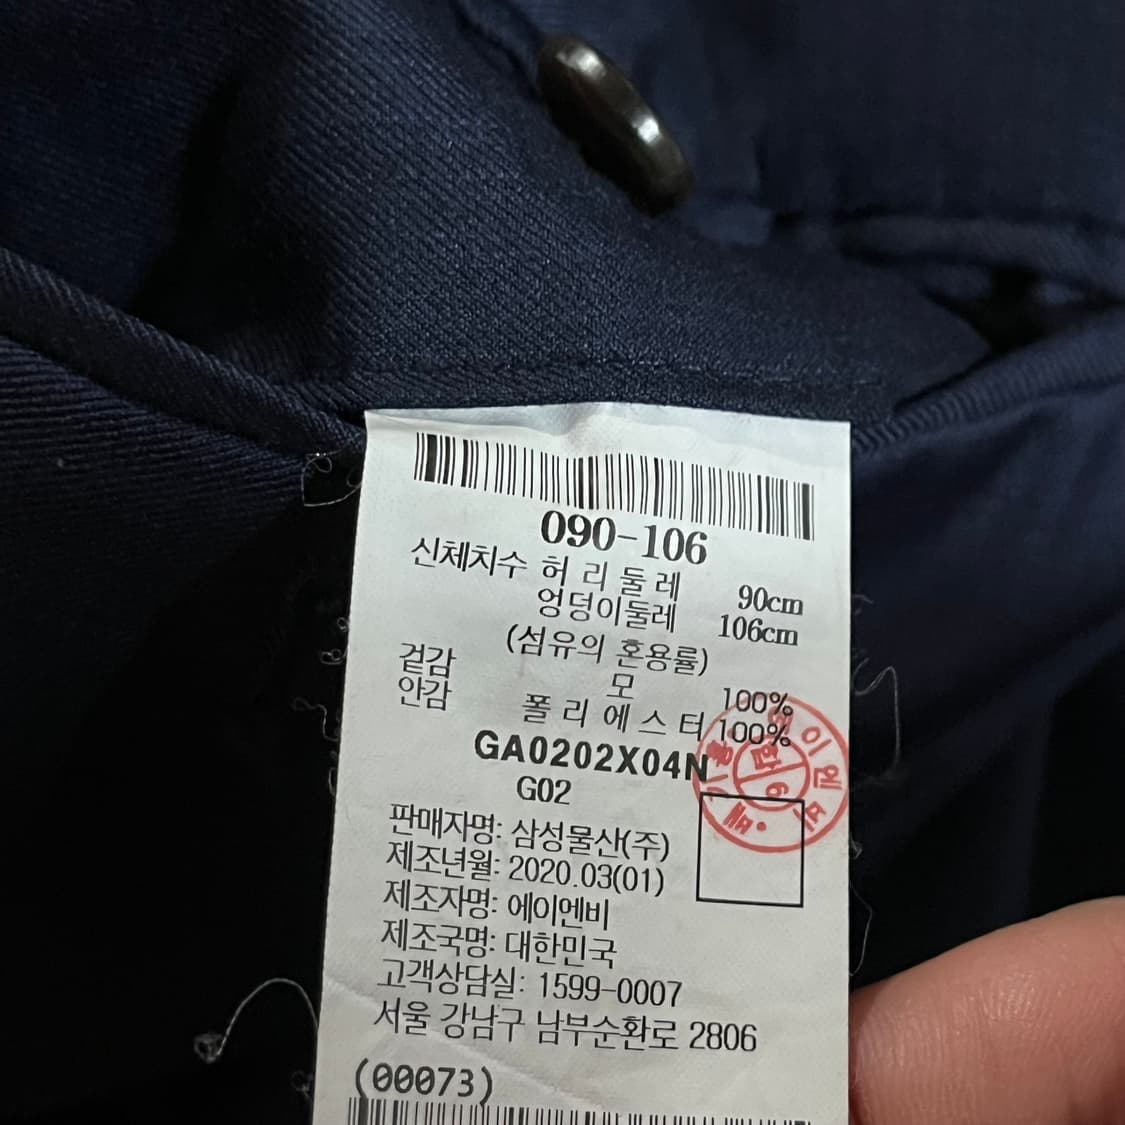 090-106
신체치수 허 리 둘 레 90cm
엉덩이둘레 106cm
(섬유의 혼용률)
겉감 모 100%
안감 폴 리 에 스 터 100%
GA0202X04N
G02
판매자명: 삼성물산(주)
제조년월: 2020.03(01)
제조자명: 에이엔비
제조국명: 대한민국
고객상담실: 1599-0007
서울 강남구 남부순환로 2806
(00073)